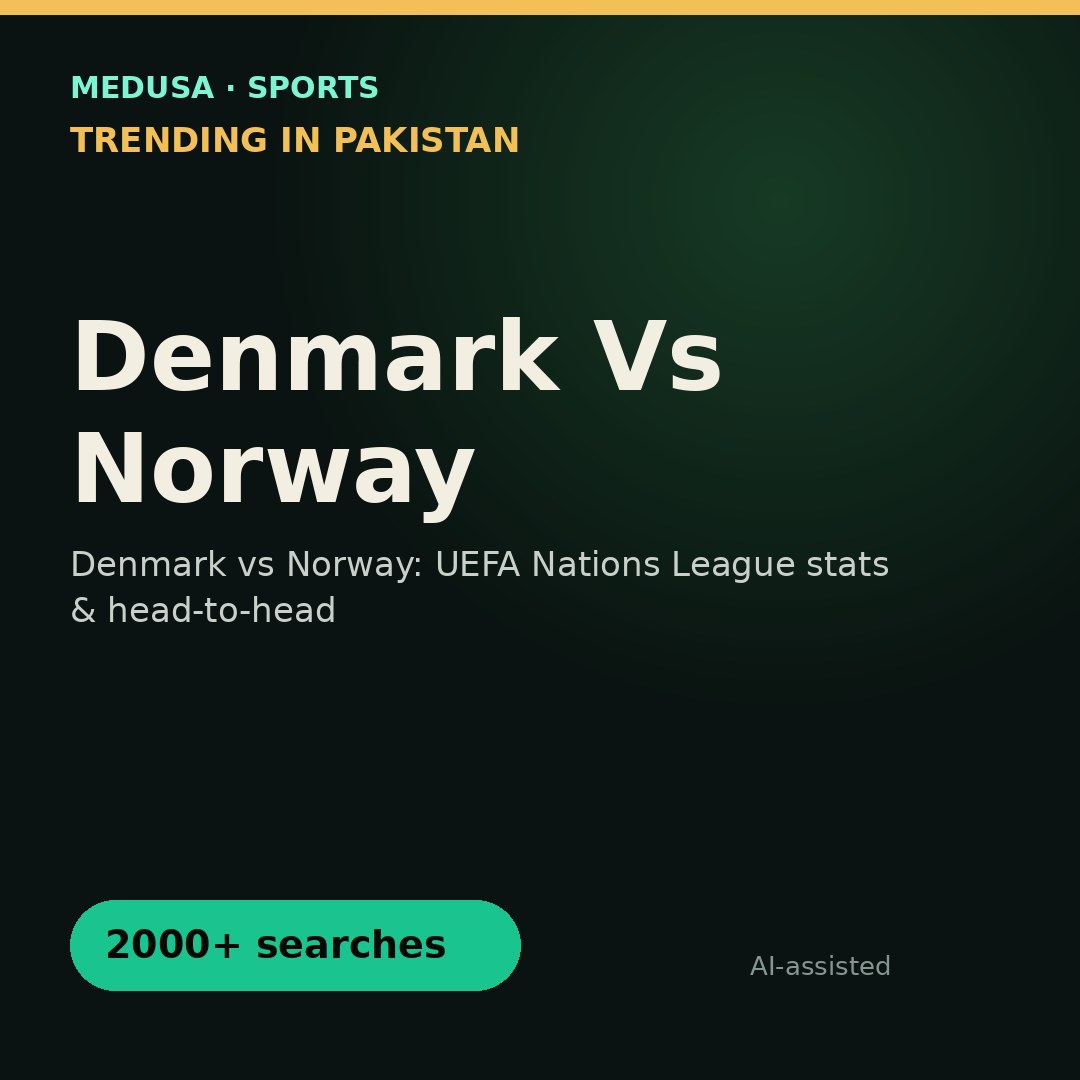 MEDUSA · SPORTS
TRENDING IN PAKISTAN
Denmark Vs
Norway
Denmark vs Norway: UEFA Nations League stats
& head-to-head
2000+ searches
AI-assisted